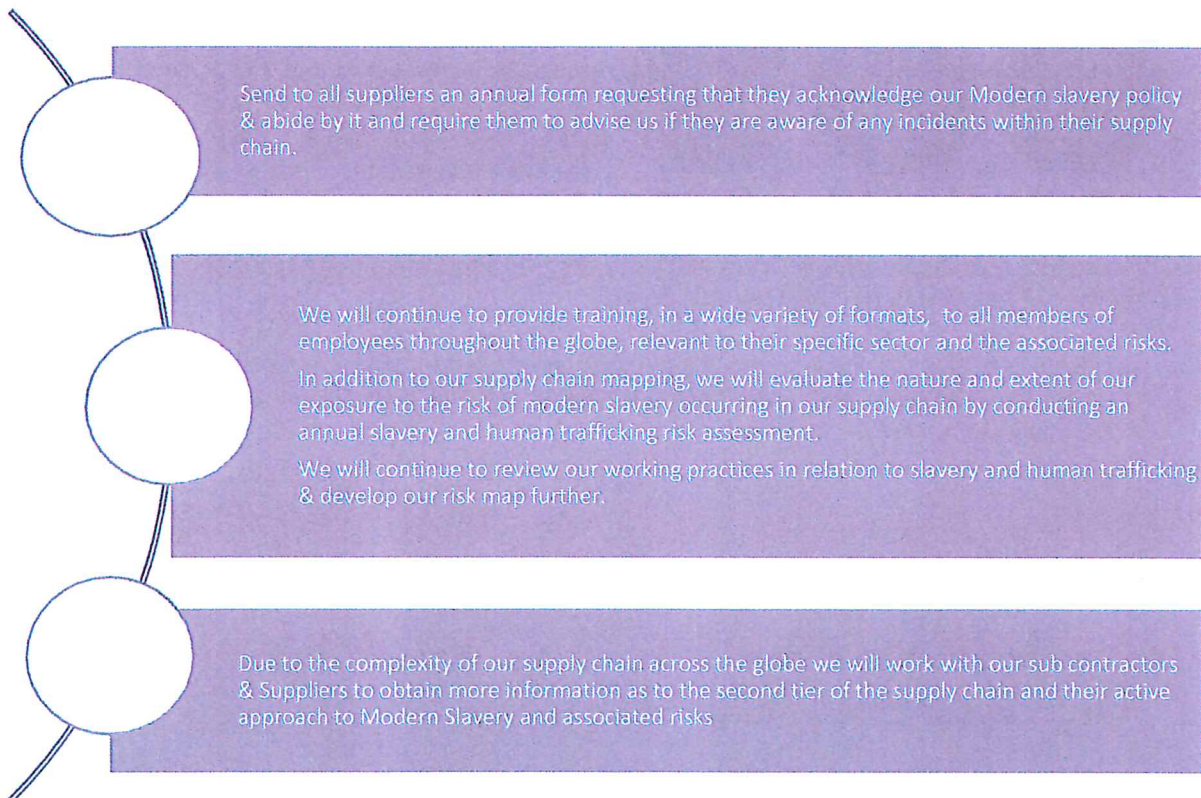 Send to all suppliers an annual form requesting that they acknowledge our Modern slavery policy
& abide by it and require them to advise us if they are aware of any incidents within their supply
chain.
We will continue to provide training, in a wide variety of formats, to all members of
employees throughout the globe, relevant to their specific sector and the associated risks.
In addition to our supply chain mapping, we will evaluate the nature and extent of our
exposure to the risk of modern slavery occurring in our supply chain by conducting an
annual slavery and human trafficking risk assessment.
We will continue to review our working practices in relation to slavery and human trafficking
& develop our risk map further.
Due to the complexity of our supply chain across the globe we will work with our sub contractors
& Suppliers to obtain more information as to the second tier of the supply chain and their active
approach to Modern Slavery and associated risks